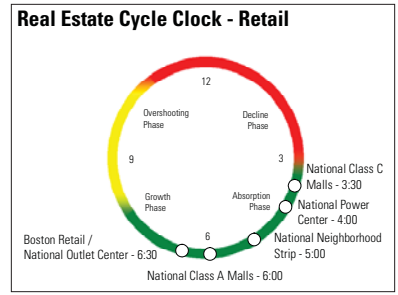 Real Estate Cycle Clock - Retail
12
Overshooting
Phase
Decline
Phase
9
3
National Class C
Malls - 3:30
Growth
Phase
Absorption
Phase
National Power
Center - 4:00
6
National Neighborhood
Strip - 5:00
Boston Retail /
National Outlet Center - 6:30
National Class A Malls - 6:00